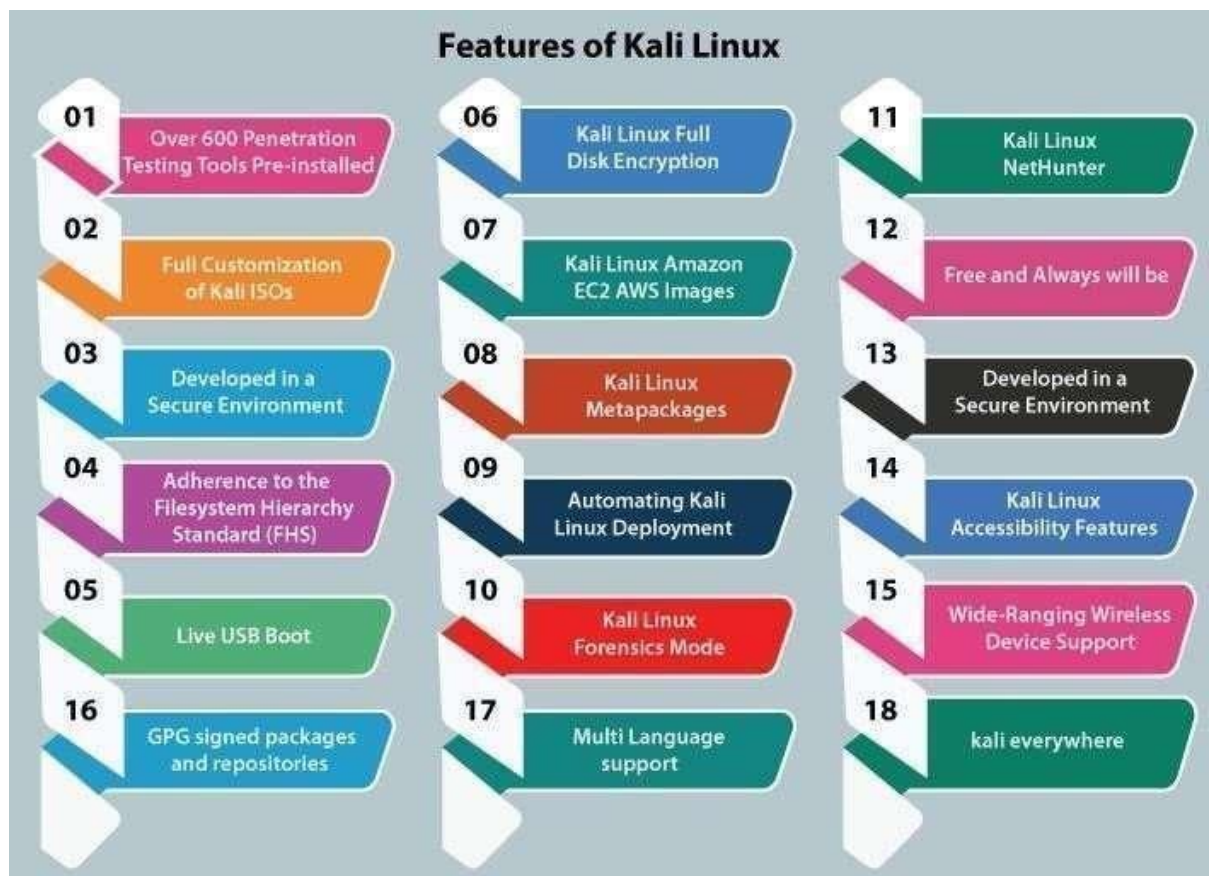 Features of Kali Linux
01
Over 600 Penetration
Testing Tools Pre-installed
02
Full Customization
of Kali ISOs
03
Developed in a
Secure Environment
04
Adherence to the
Filesystem Hierarchy
Standard (FHS)
05
Live USB Boot
16
GPG signed packages
and repositories
06
Kali Linux Full
Disk Encryption
07
Kali Linux Amazon
EC2 AWS Images
08
Kali Linux
Metapackages
09
Automating Kali
Linux Deployment
10
Kali Linux
Forensics Mode
17
Multi Language
support
11
Kali Linux
NetHunter
12
Free and Always will be
13
Developed in a
Secure Environment
14
Kali Linux
Accessibility Features
15
Wide-Ranging Wireless
Device Support
18
kali everywhere